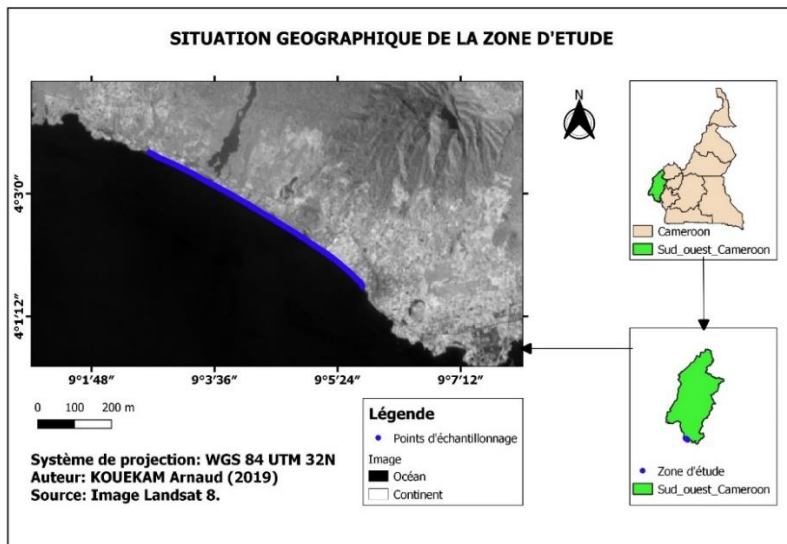 SITUATION GEOGRAPHIQUE DE LA ZONE D'ETUDE
N
4°3'0"
4°1'12"
9°1'48"
9°3'36"
9°5'24"
9°7'12"
Cameroon
Sud_ouest_Cameroon
0 100 200 m
Légende
Points d'échantillonnage
Image
Océan
Continent
Zone d'étude
Sud_ouest_Cameroon
Système de projection: WGS 84 UTM 32N
Auteur: KOUEKAM Arnaud (2019)
Source: Image Landsat 8.